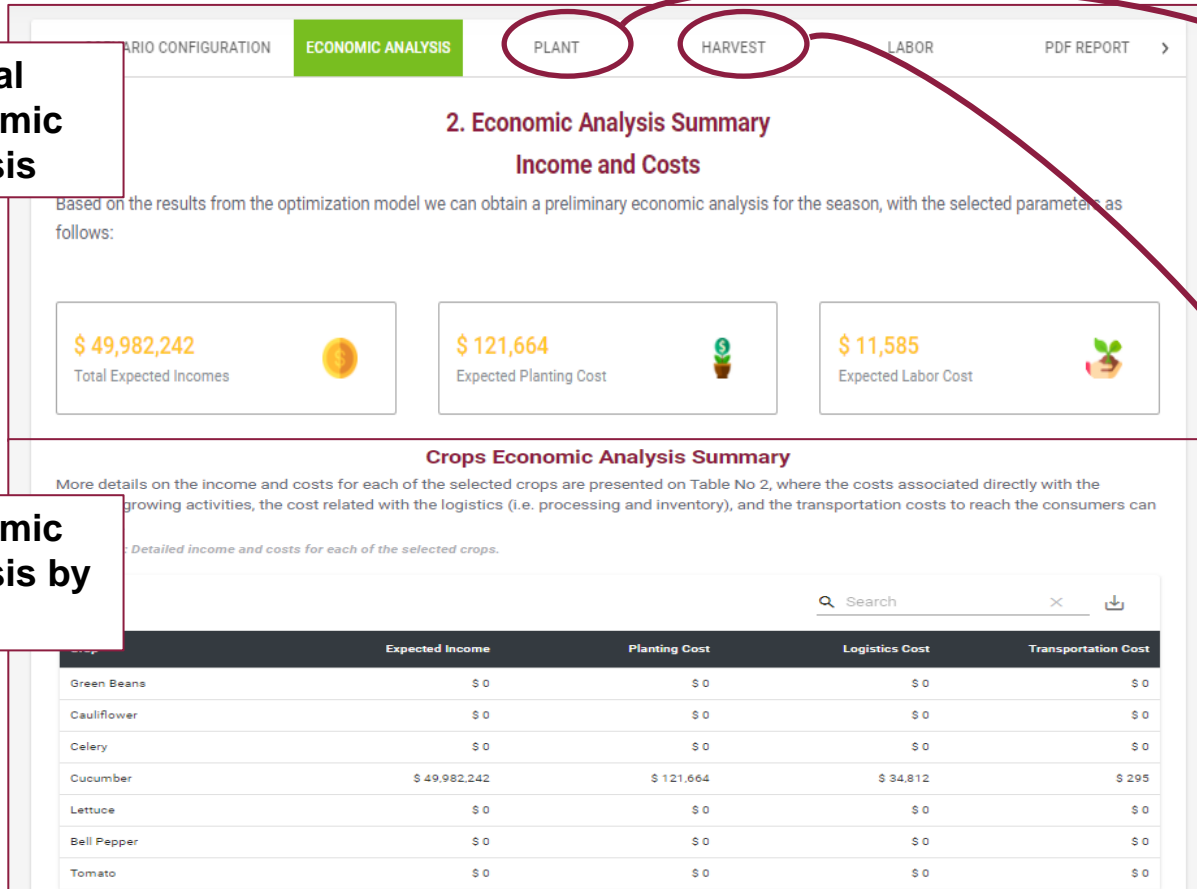 ARIO CONFIGURATION ECONOMIC ANALYSIS PLANT HARVEST LABOR PDF REPORT >
al
mic
sis
2. Economic Analysis Summary
Income and Costs
Based on the results from the optimization model we can obtain a preliminary economic analysis for the season, with the selected parameters as
follows:
$ 49,982,242 $ 121,664 $ 11,585
Total Expected Incomes Expected Planting Cost Expected Labor Cost
Crops Economic Analysis Summary
More details on the income and costs for each of the selected crops are presented on Table No 2, where the costs associated directly with the
growing activities, the cost related with the logistics (i.e. processing and inventory), and the transportation costs to reach the consumers can
mic
sis by
: Detailed income and costs for each of the selected crops.
Search
Expected Income Planting Cost Logistics Cost Transportation Cost
Green Beans $ 0 $ 0 $ 0 $ 0
Cauliflower $ 0 $ 0 $ 0 $ 0
Celery $ 0 $ 0 $ 0 $ 0
Cucumber $ 49,982,242 $ 121,664 $ 34,812 $ 295
Lettuce $ 0 $ 0 $ 0 $ 0
Bell Pepper $ 0 $ 0 $ 0 $ 0
Tomato $ 0 $ 0 $ 0 $ 0